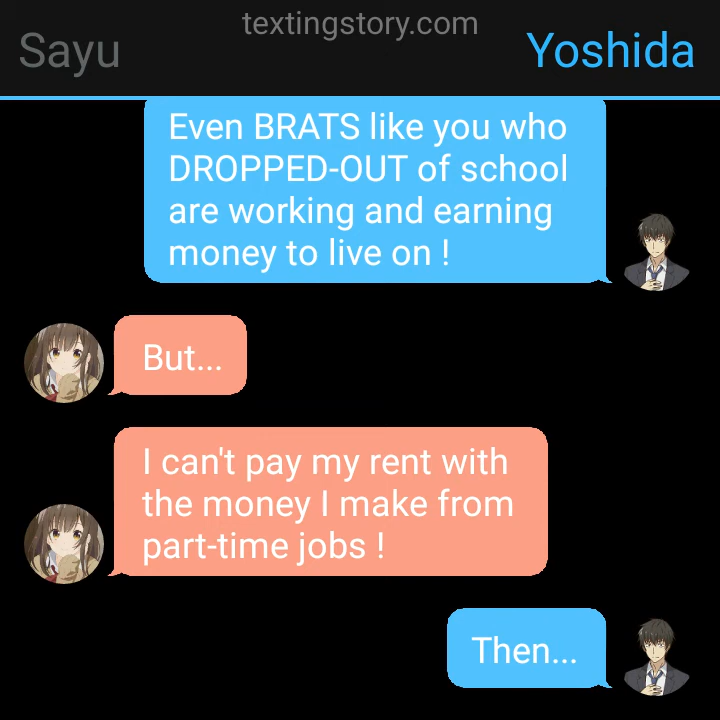 textingstory.com
Sayu
Yoshida
Even BRATS like you who
DROPPED-OUT of school
are working and earning
money to live on !
But...
I can't pay my rent with
the money I make from
part-time jobs !
Then...